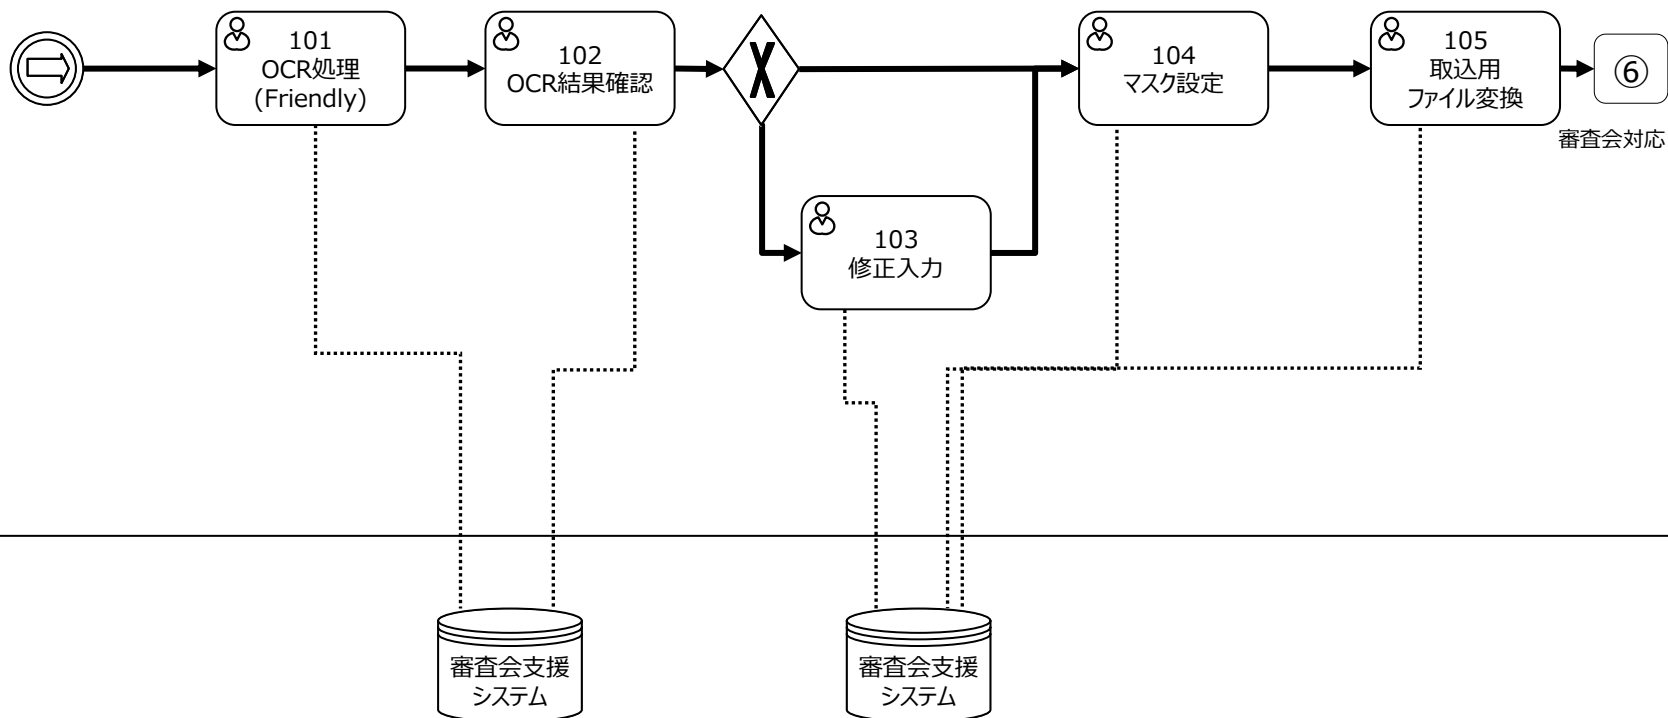 101
OCR処理
(Friendly)
102
OCR結果確認
X
104
マスク設定
105
取込用
ファイル変換
⑥
審査会対応
103
修正入力
審査会支援
システム
審査会支援
システム